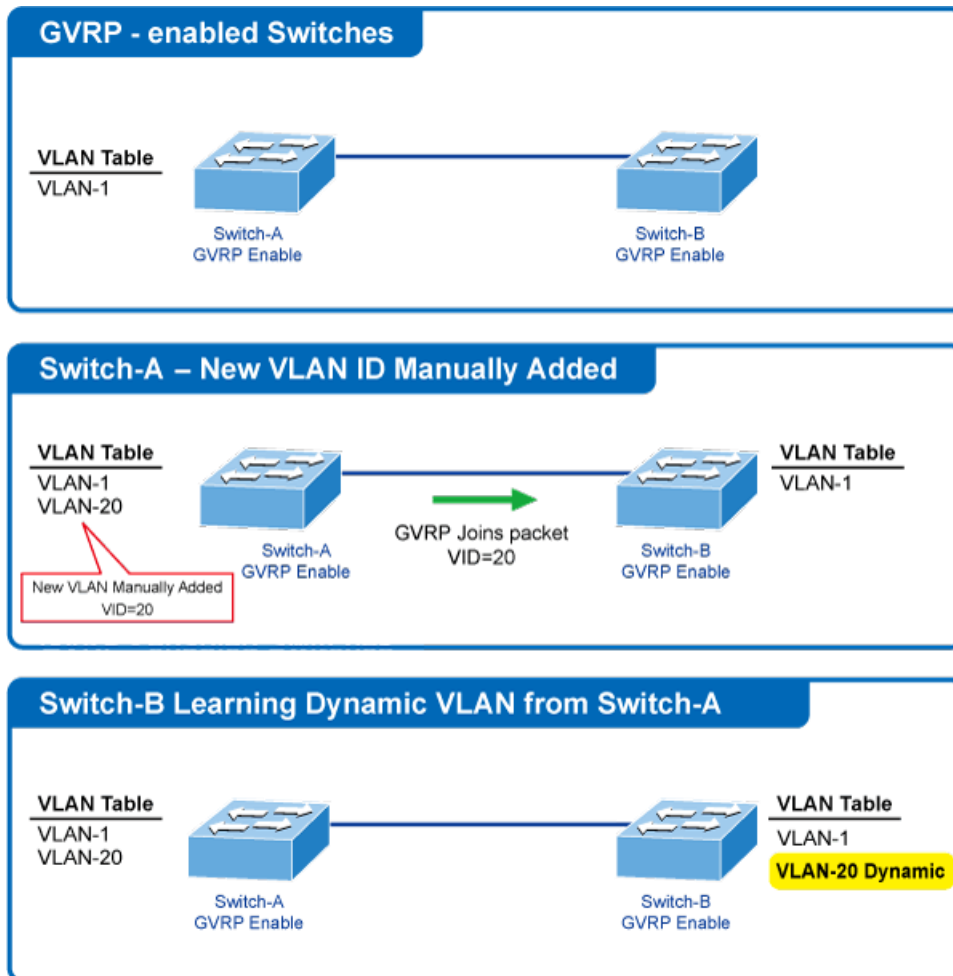 GVRP - enabled Switches
VLAN Table
VLAN-1
Switch-A
GVRP Enable
Switch-B
GVRP Enable
Switch-A – New VLAN ID Manually Added
VLAN Table
VLAN-1
VLAN-20
New VLAN Manually Added
VID=20
Switch-A
GVRP Enable
GVRP Joins packet
VID=20
Switch-B
GVRP Enable
VLAN Table
VLAN-1
Switch-B Learning Dynamic VLAN from Switch-A
VLAN Table
VLAN-1
VLAN-20
Switch-A
GVRP Enable
Switch-B
GVRP Enable
VLAN Table
VLAN-1
VLAN-20 Dynamic